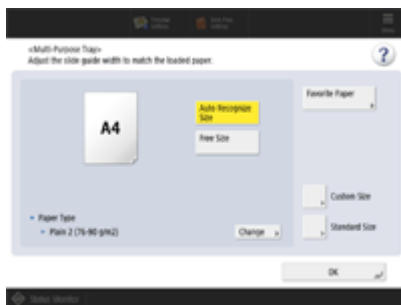 <Multi-Purpose Tray>
Adjust the slide guide width to match the loaded paper.
?
A4
Auto Recognize
Size
Free Size
Favorite Paper
Custom Size
Standard Size
Paper Type
Plain 2 (76-90 g/m2)
Change
OK
Status Monitor